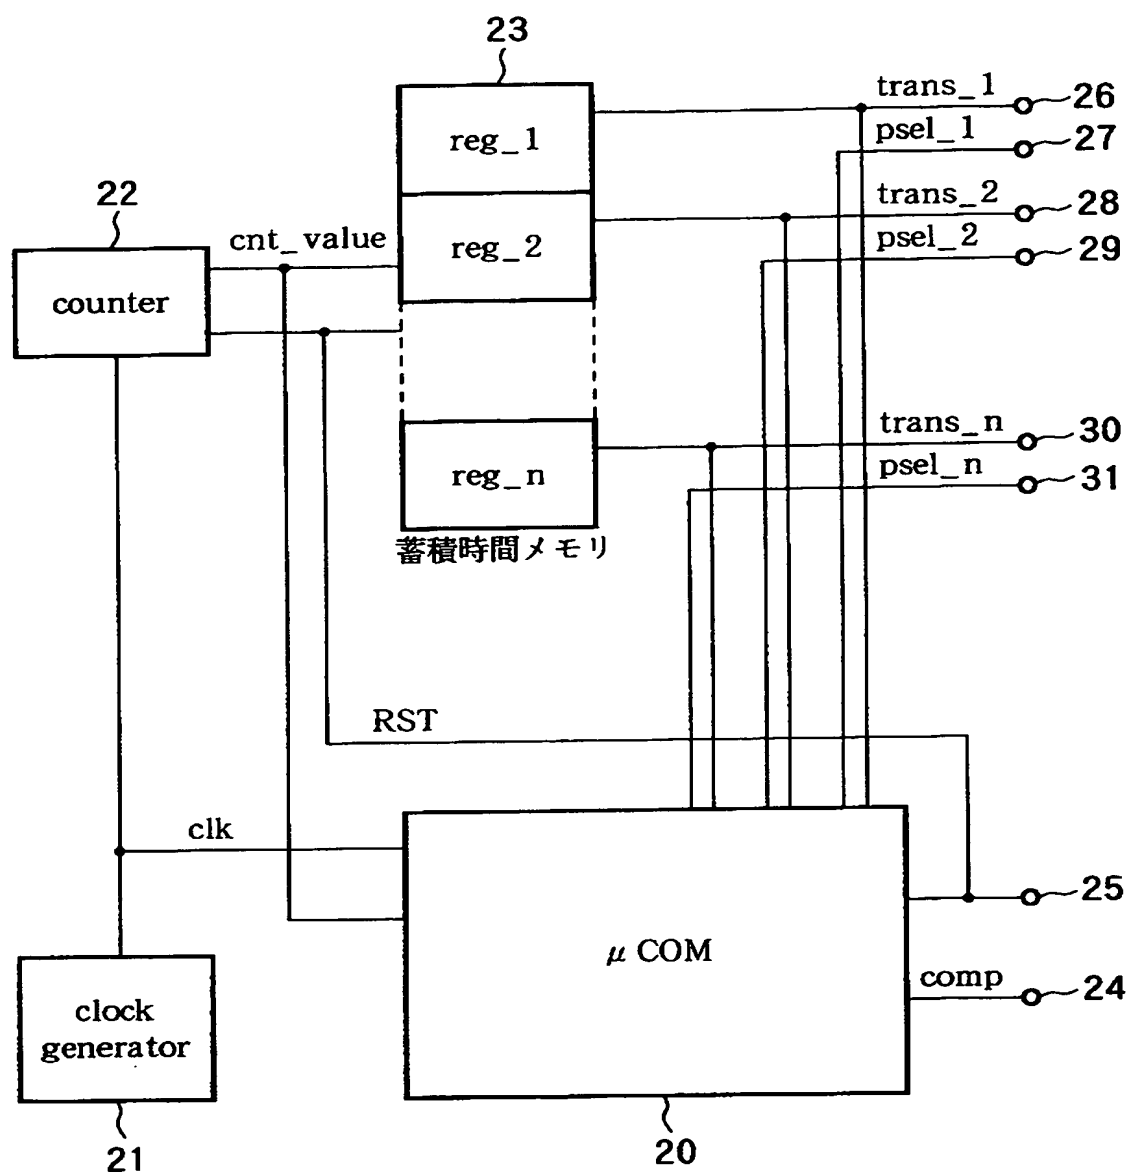 23
trans_1
26
psel_1
27
reg_1
22
trans_2
28
cnt_value
reg_2
psel_2
29
counter
trans_n
30
reg_n
psel_n
31
蓄積時間メモリ
RST
clk
25
μ COM
comp
24
clock
generator
21
20